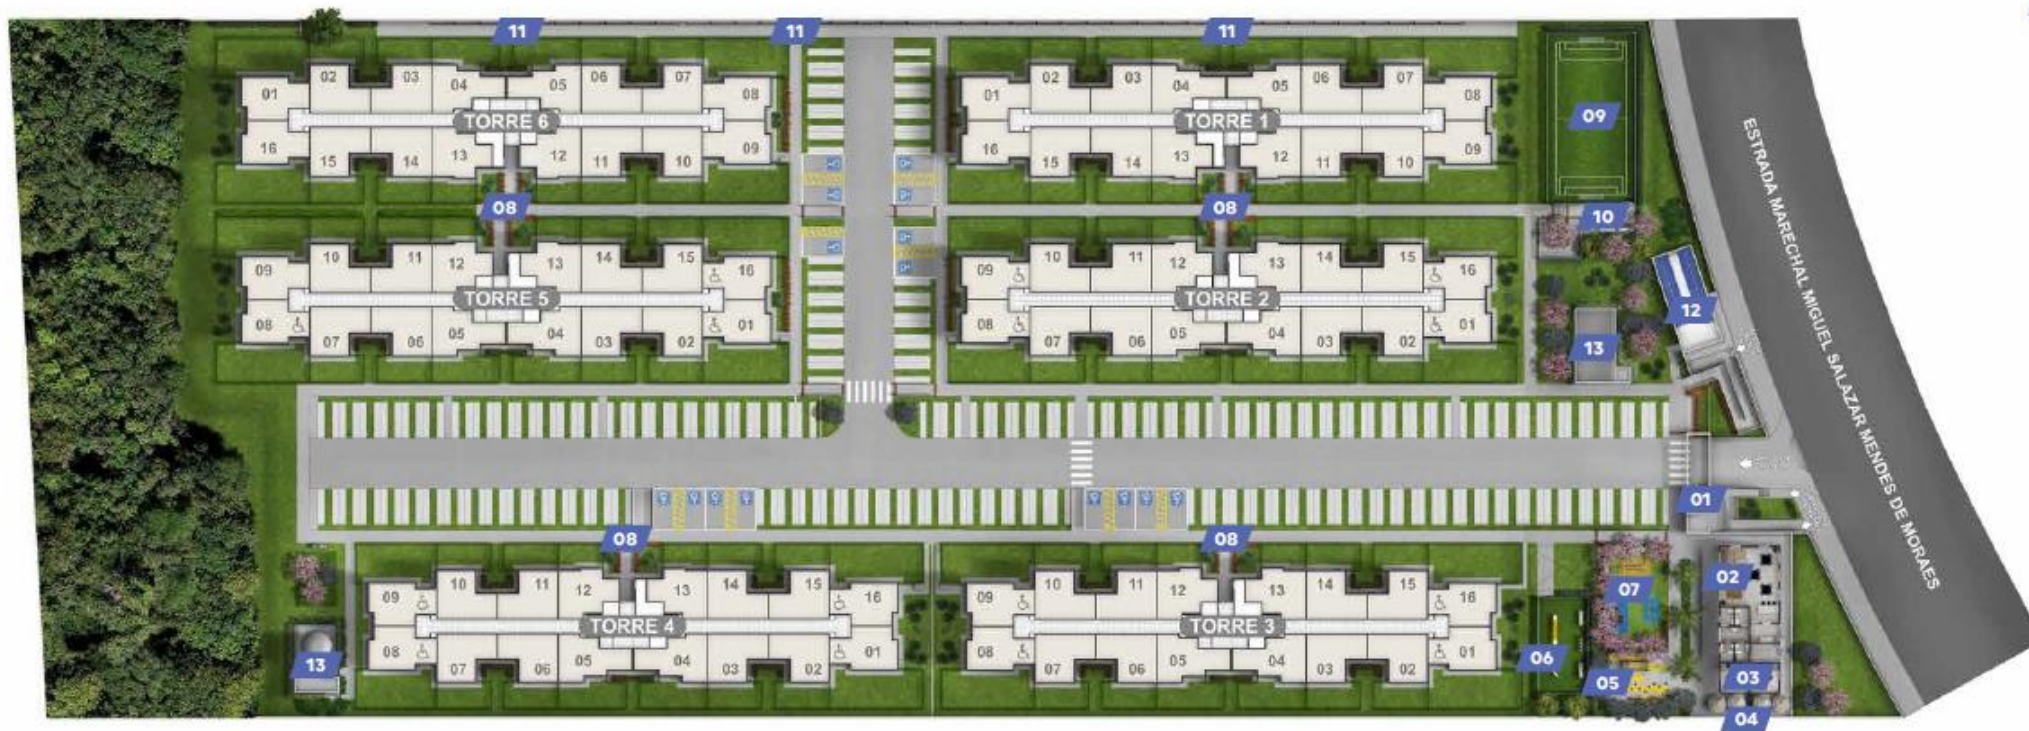 11 11 11
02 03 04 05 06 07
01 08
TORRE 6
16 09
15 14 13 12 11 10
02 03 04 05 06 07
01 08
TORRE 1
16 09
15 14 13 12 11 10
09
ESTRADA MARECHAL MIGUEL SALAZAR MENDES DE MORAES
08 08
10
10 11 12 13 14 15
09 16
TORRE 5
08 01
07 06 05 04 03 02
10 11 12 13 14 15
09 16
TORRE 2
08 01
07 06 05 04 03 02
12
13
01
08 08
10 11 12 13 14 15
09 16
TORRE 4
08 01
07 06 05 04 03 02
13
10 11 12 13 14 15
09 16
TORRE 3
08 01
07 06 05 04 03 02
02
07
06
05
03
04